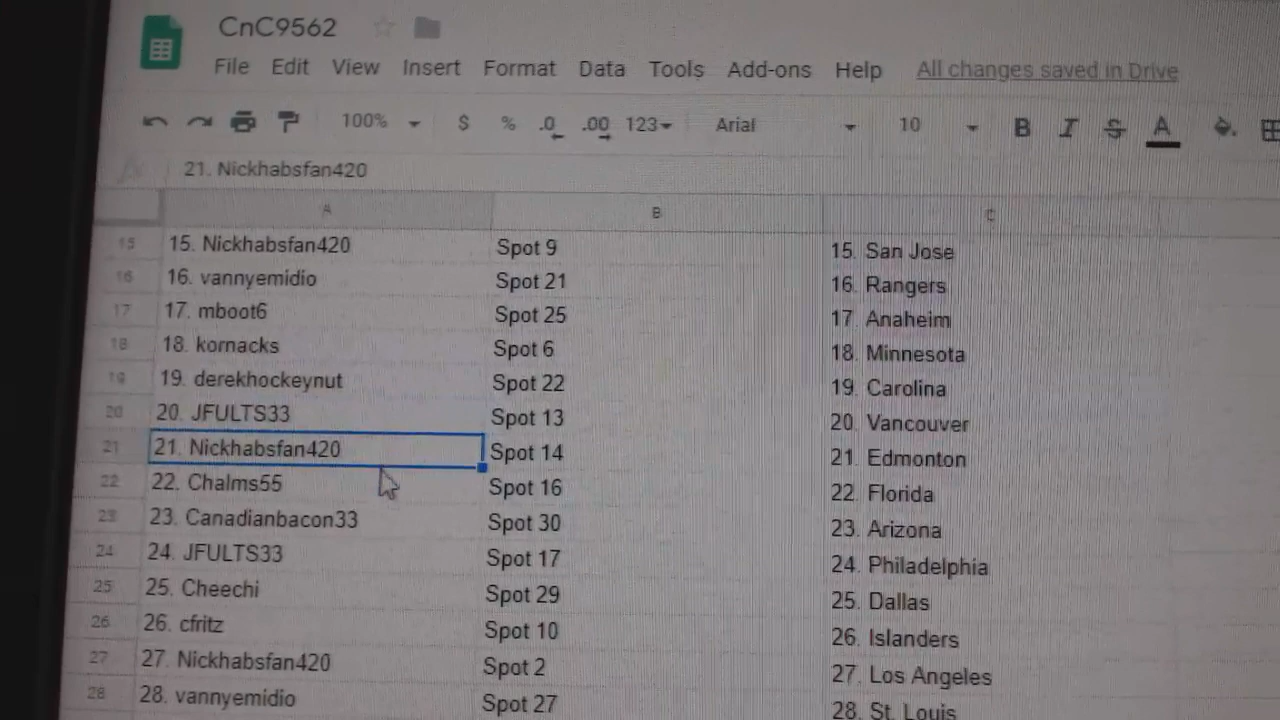 CnC9562
File Edit View Insert Format Data Tools Add-ons Help All changes saved in Drive
100% $ % .0 .00 123 Arial 10 B I S A
fx 21. Nickhabsfan420
A B C
15 15. Nickhabsfan420 Spot 9 15. San Jose
16 16. vannyemidio Spot 21 16. Rangers
17 17. mboot6 Spot 25 17. Anaheim
18 18. kornacks Spot 6 18. Minnesota
19 19. derekhockeynut Spot 22 19. Carolina
20 20. JFULTS33 Spot 13 20. Vancouver
21 21. Nickhabsfan420 Spot 14 21. Edmonton
22 22. Chalms55 Spot 16 22. Florida
23 23. Canadianbacon33 Spot 30 23. Arizona
24 24. JFULTS33 Spot 17 24. Philadelphia
25 25. Cheechi Spot 29 25. Dallas
26 26. cfritz Spot 10 26. Islanders
27 27. Nickhabsfan420 Spot 2 27. Los Angeles
28 28. vannyemidio Spot 27 28. St. Louis